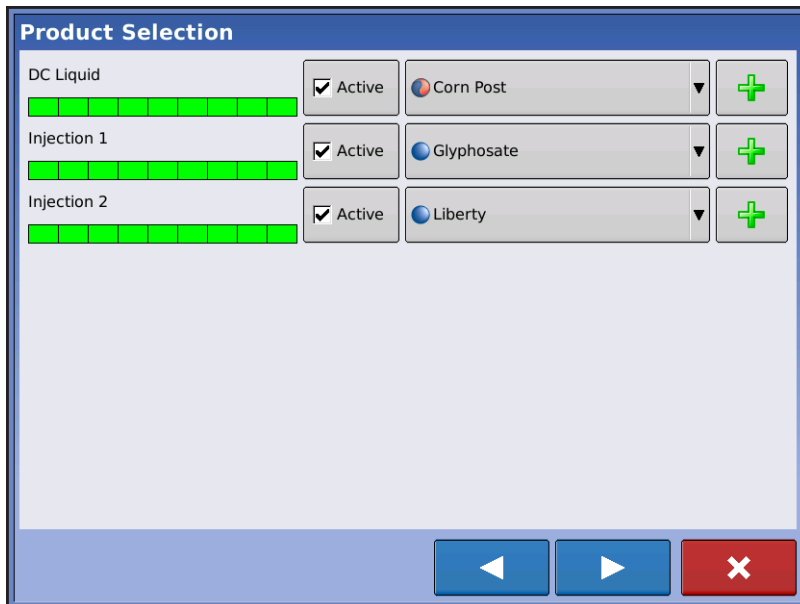 Product Selection
DC Liquid
Active
Corn Post
Injection 1
Active
Glyphosate
Injection 2
Active
Liberty